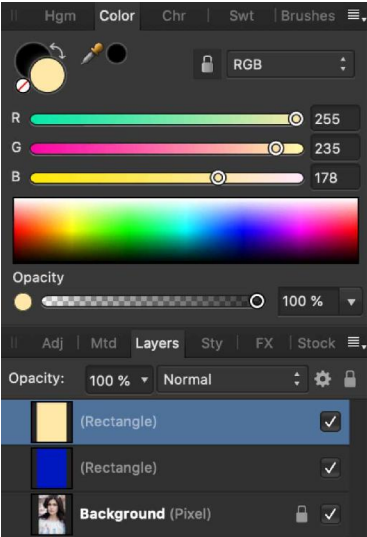 Hgm Color Chr Swt Brushes
RGB
R 255
G 235
B 178
Opacity
100 %
Adj Mtd Layers Sty FX Stock
Opacity: 100 % Normal
(Rectangle)
(Rectangle)
Background (Pixel)